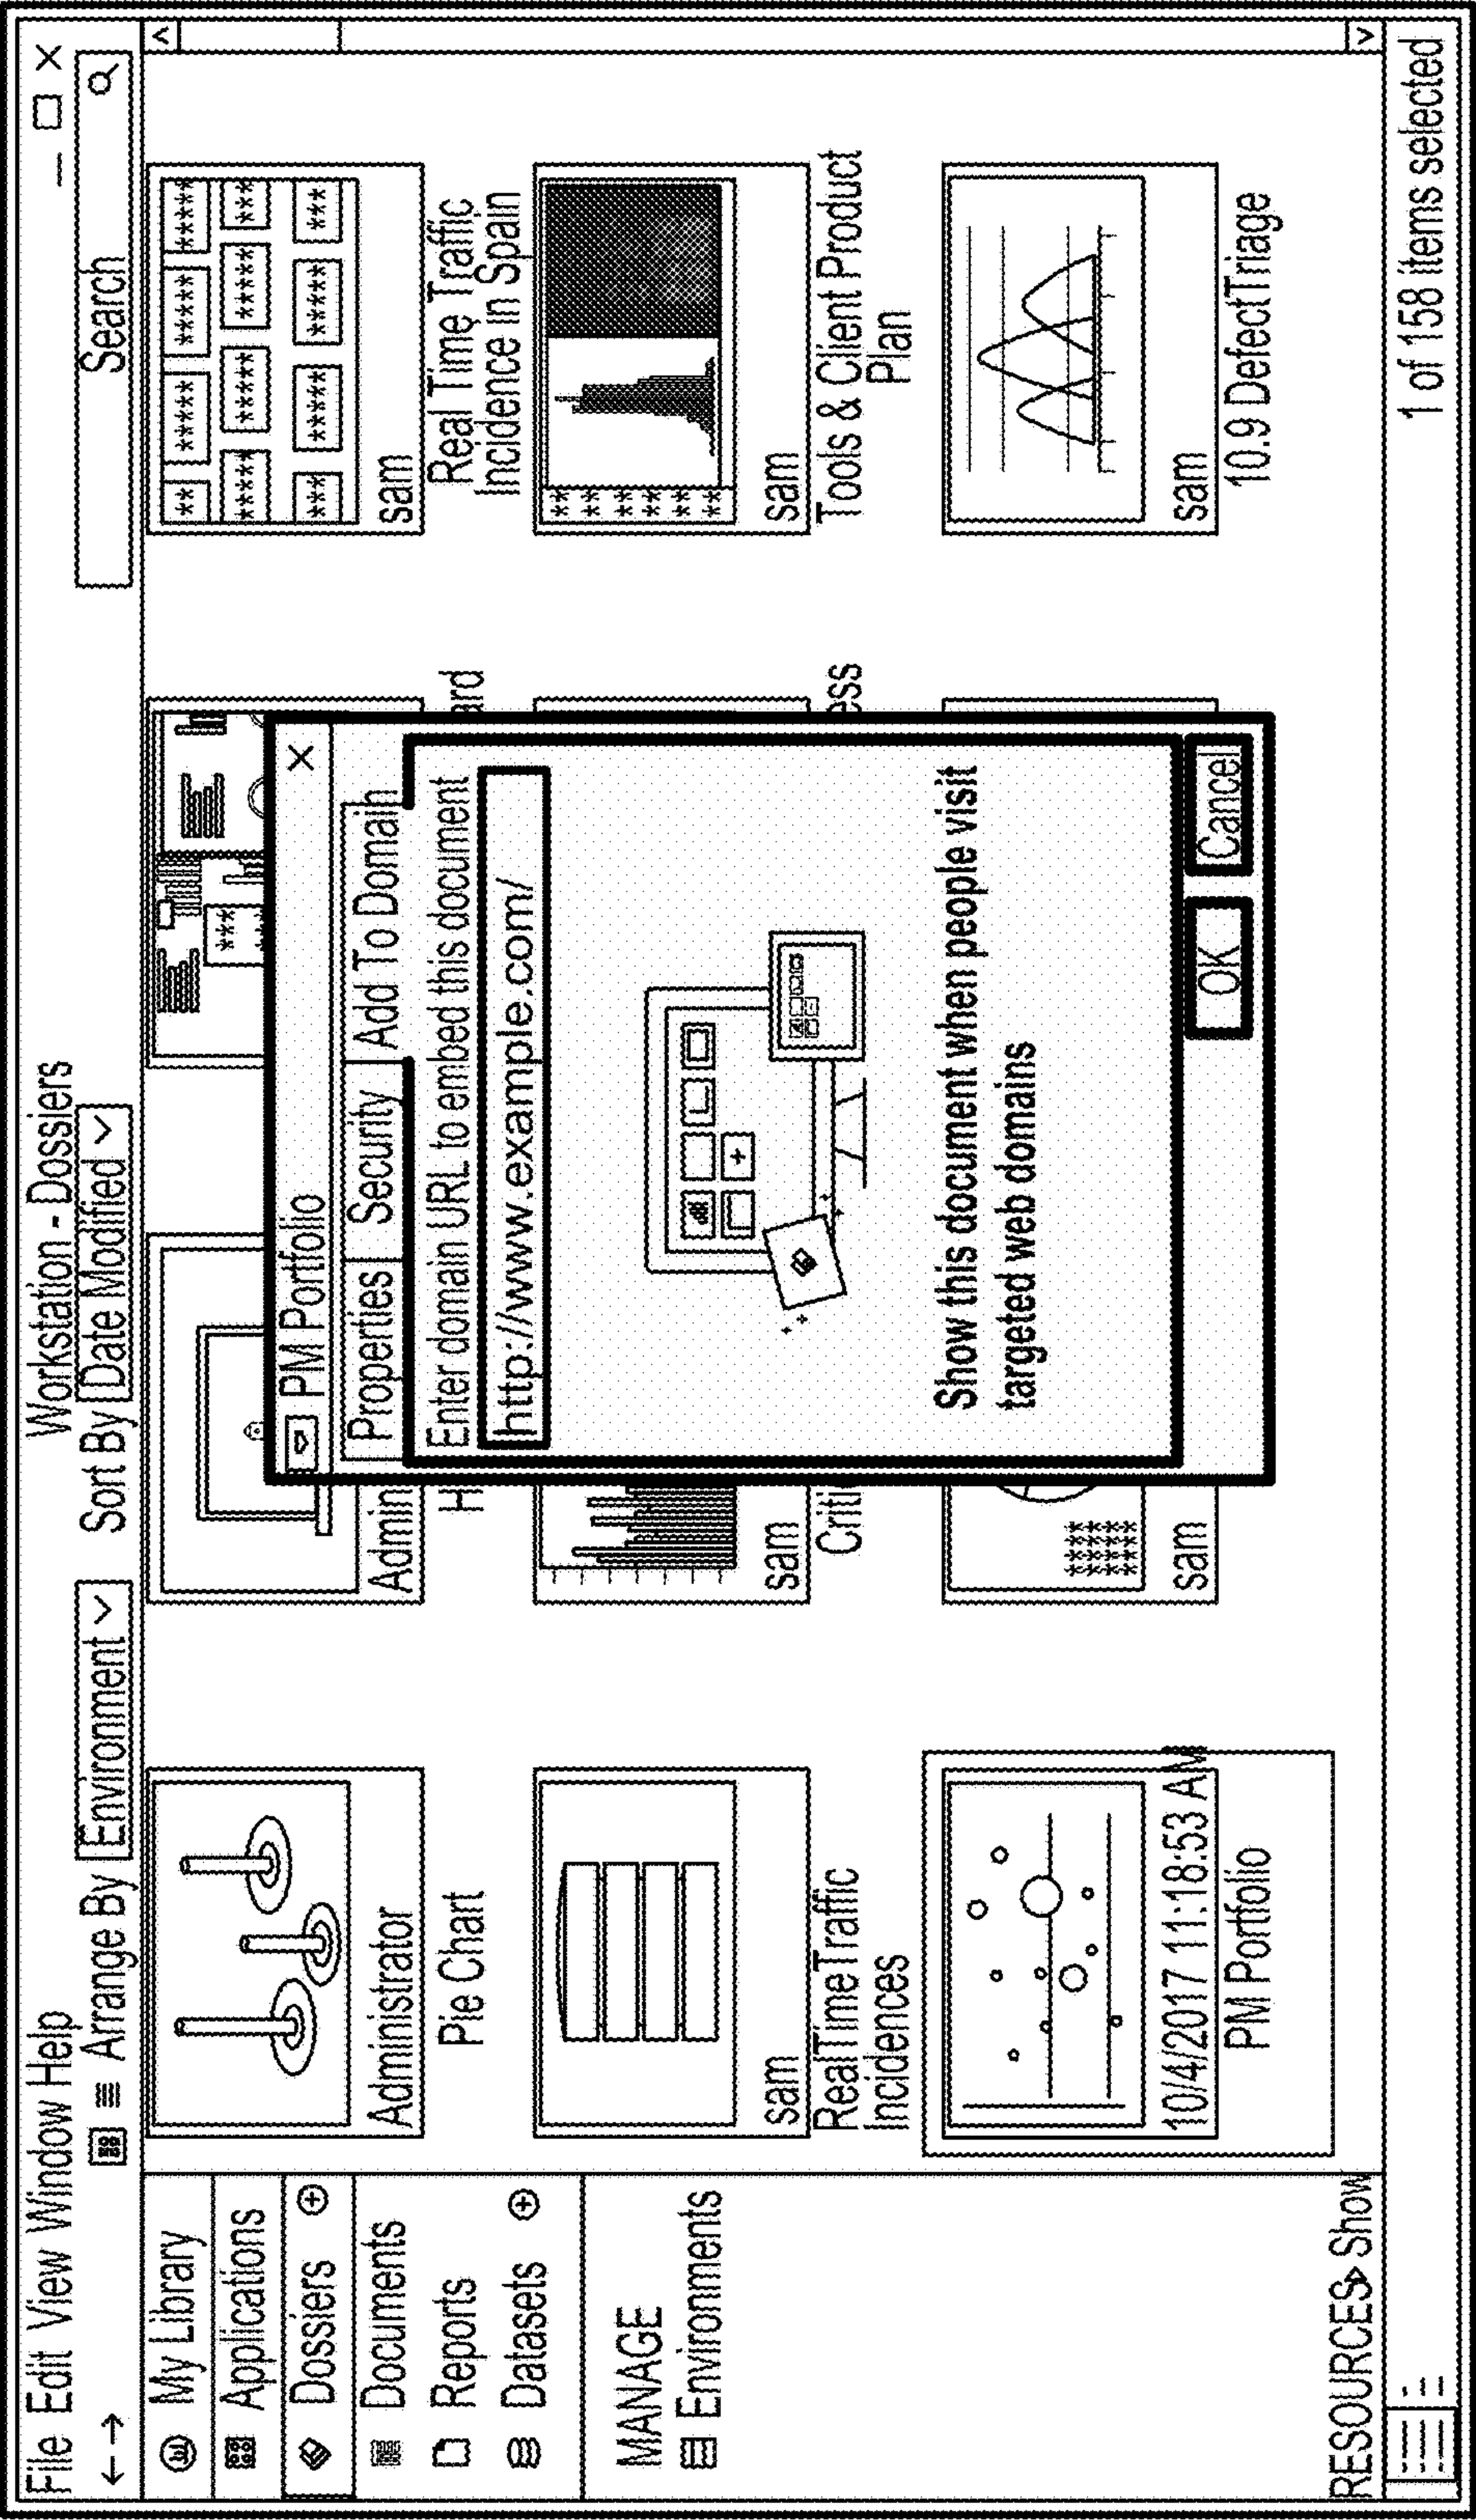 Workstation - Dossiers
File Edit View Window Help
Arrange By Environment Sort By Date Modified
Search
My Library
Applications
Dossiers
Documents
Reports
Datasets
MANAGE
Environments
RESOURCES Show
Administrator
Pie Chart
Admin
***
** ***** ***** *****
***** ***** ***** ***
*** ***** ***** ***
sam
Real Time Traffic
Incidence in Spain
sam
RealTimeTraffic
Incidences
sam
**
**
**
**
**
**
sam
Tools & Client Product
Plan
10/4/2017 11:18:53 AM
PM Portfolio
sam
sam
10.9 DefectTriage
PM Portfolio
Properties Security Add To Domain
Enter domain URL to embed this document
http://www.example.com/
Show this document when people visit
targeted web domains
OK Cancel
1 of 158 items selected